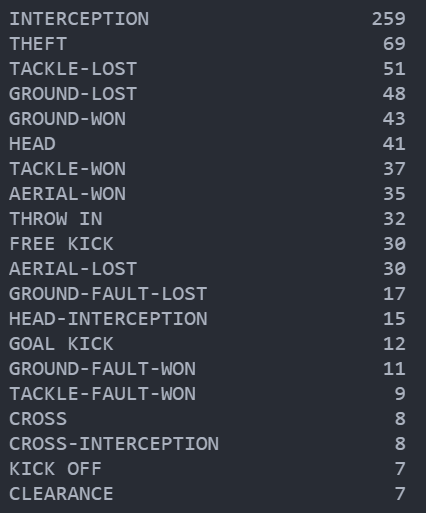 INTERCEPTION 259
THEFT 69
TACKLE-LOST 51
GROUND-LOST 48
GROUND-WON 43
HEAD 41
TACKLE-WON 37
AERIAL-WON 35
THROW IN 32
FREE KICK 30
AERIAL-LOST 30
GROUND-FAULT-LOST 17
HEAD-INTERCEPTION 15
GOAL KICK 12
GROUND-FAULT-WON 11
TACKLE-FAULT-WON 9
CROSS 8
CROSS-INTERCEPTION 8
KICK OFF 7
CLEARANCE 7